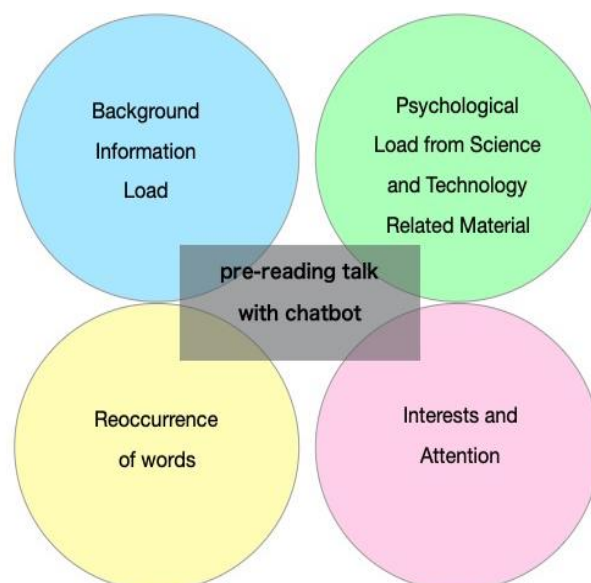 Background
Information
Load
Psychological
Load from Science
and Technology
Related Material
pre-reading talk
with chatbot
Reoccurrence
of words
Interests and
Attention